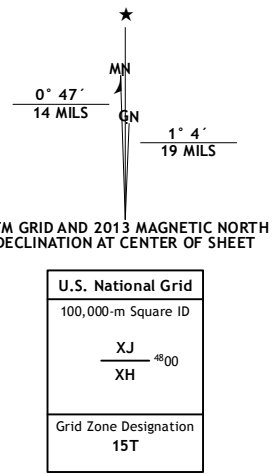 MN
0° 47´
14 MILS
GN
1° 4´
19 MILS
TM GRID AND 2013 MAGNETIC NORTH
DECLINATION AT CENTER OF SHEET
U.S. National Grid
100,000-m Square ID
XJ
4800
XH
Grid Zone Designation
15T